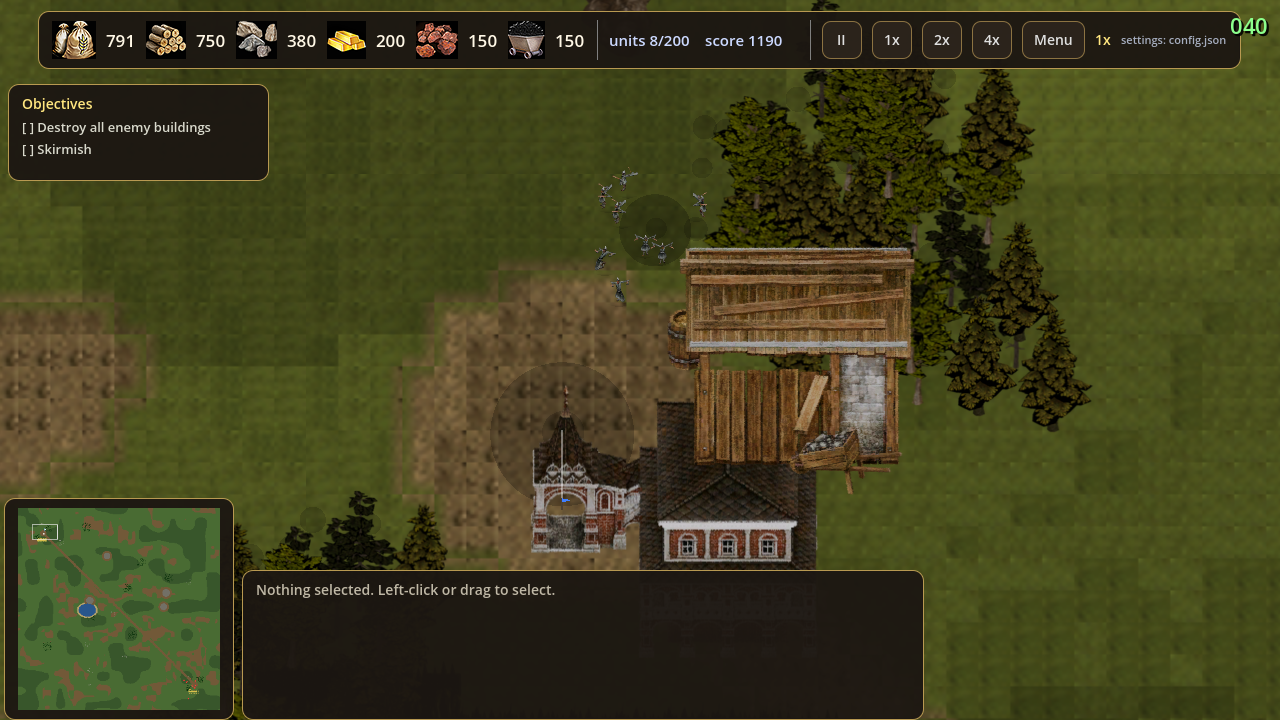 791 750 380 200 150 150 units 8/200 score 1190 II 1x 2x 4x Menu 1x settings: config.json 040
Objectives
[ ] Destroy all enemy buildings
[ ] Skirmish
Nothing selected. Left-click or drag to select.